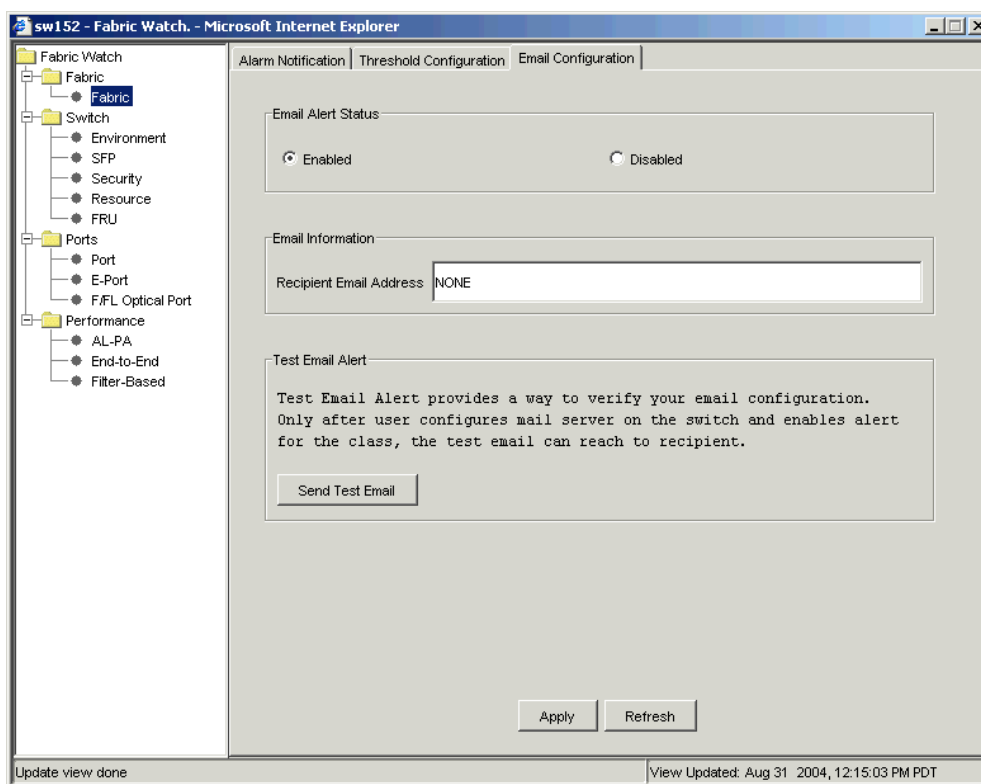 sw152 - Fabric Watch. - Microsoft Internet Explorer
Fabric Watch
Fabric
Fabric
Switch
Environment
SFP
Security
Resource
FRU
Ports
Port
E-Port
F/FL Optical Port
Performance
AL-PA
End-to-End
Filter-Based
Alarm Notification
Threshold Configuration
Email Configuration
Email Alert Status
Enabled
Disabled
Email Information
Recipient Email Address
NONE
Test Email Alert
Test Email Alert provides a way to verify your email configuration.
Only after user configures mail server on the switch and enables alert
for the class, the test email can reach to recipient.
Send Test Email
Apply
Refresh
Update view done
View Updated: Aug 31 2004, 12:15:03 PM PDT